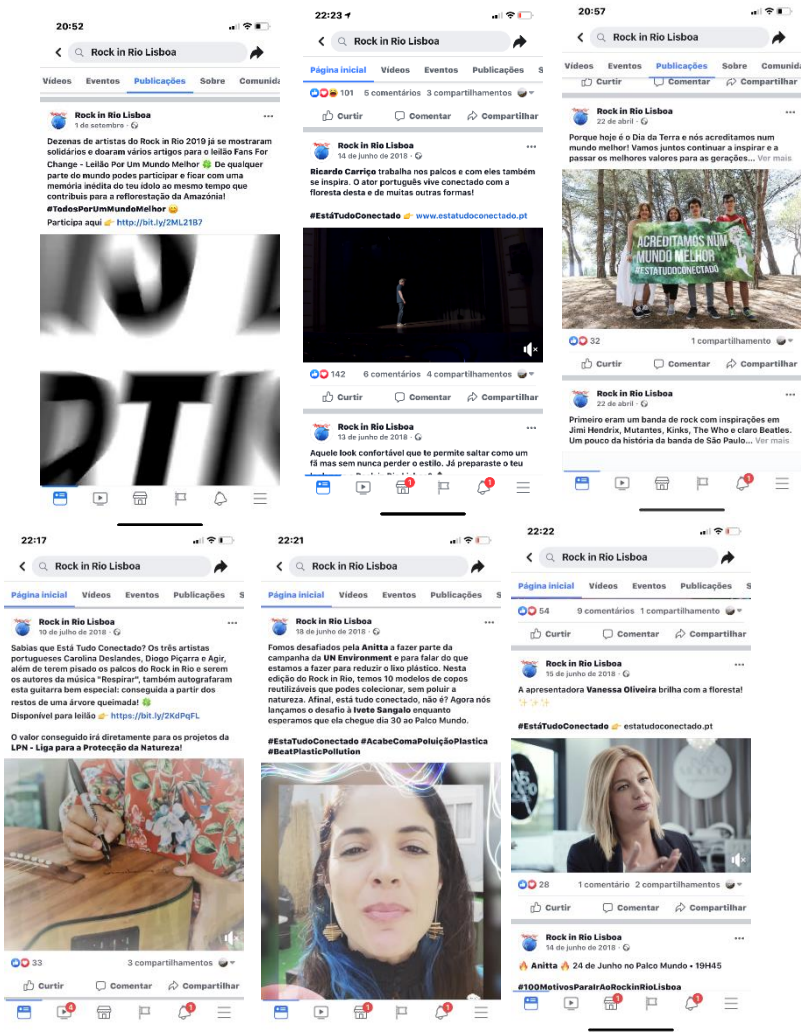 20:52
Rock in Rio Lisboa
Vídeos Eventos Publicações Sobre Comunida
Rock in Rio Lisboa
1 de setembro
Dezenas de artistas do Rock in Rio 2019 já se mostraram
solidários e doaram vários artigos para o leilão Fans For
Change - Leilão Por Um Mundo Melhor De qualquer
parte do mundo podes participar e ficar com uma
memória inédita do teu ídolo ao mesmo tempo que
contribuis para a reflorestação da Amazónia!
#TodosPorUmMundoMelhor
Participa aqui 👉 http://bit.ly/2ML21B7
22:23
Rock in Rio Lisboa
Página inicial Vídeos Eventos Publicações S
101 5 comentários 3 compartilhamentos
Curtir Comentar Compartilhar
Rock in Rio Lisboa
14 de junho de 2018
Ricardo Carriço trabalha nos palcos e com eles também
se inspira. O ator português vive conectado com a
floresta desta e de muitas outras formas!
#EstáTudoConectado 👉 www.estatudoconectado.pt
142 6 comentários 4 compartilhamentos
Curtir Comentar Compartilhar
Rock in Rio Lisboa
13 de junho de 2018
Aquele look confortável que te permite saltar como um
fã mas sem nunca perder o estilo. Já preparaste o teu
1
1
20:57
Rock in Rio Lisboa
Vídeos Eventos Publicações Sobre Comunida
Curtir Comentar Compartilhar
Rock in Rio Lisboa
22 de abril
Porque hoje é o Dia da Terra e nós acreditamos num
mundo melhor! Vamos juntos continuar a inspirar e a
passar os melhores valores para as gerações... Ver mais
ACREDITAMOS NUM
MUNDO MELHOR
#ESTATUDOCONECTADO
32 1 compartilhamento
Curtir Comentar Compartilhar
Rock in Rio Lisboa
22 de abril
Primeiro eram um banda de rock com inspirações em
Jimi Hendrix, Mutantes, Kinks, The Who e claro Beatles.
Um pouco da história da banda de São Paulo... Ver mais
1
22:17
Rock in Rio Lisboa
Página inicial Vídeos Eventos Publicações S
Rock in Rio Lisboa
10 de julho de 2018
Sabias que Está Tudo Conectado? Os três artistas
portugueses Carolina Deslandes, Diogo Piçarra e Agir,
além de terem pisado os palcos do Rock in Rio e serem
os autores da música "Respirar", também autografaram
esta guitarra bem especial: conseguida a partir dos
restos de uma árvore queimada!
Disponível para leilão 👉 https://bit.ly/2KdPqFL
O valor conseguido irá diretamente para os projetos da
LPN - Liga para a Protecção da Natureza!
33 3 compartilhamentos
Curtir Comentar Compartilhar
4
1
22:21
Rock in Rio Lisboa
Página inicial Vídeos Eventos Publicações S
Rock in Rio Lisboa
18 de junho de 2018
Fomos desafiados pela Anitta a fazer parte da
campanha da UN Environment e para falar do que
estamos a fazer para reduzir o lixo plástico. Nesta
edição do Rock in Rio, temos 10 modelos de copos
reutilizáveis que podes colecionar, sem poluir a
natureza. Afinal, está tudo conectado, não é? Agora nós
lançamos o desafio à Ivete Sangalo enquanto
esperamos que ela chegue dia 30 ao Palco Mundo.
#EstaTudoConectado #AcabeComaPoluiçãoPlastica
#BeatPlasticPollution
1
1
22:22
Rock in Rio Lisboa
Página inicial Vídeos Eventos Publicações S
54 9 comentários 1 compartilhamento
Curtir Comentar Compartilhar
Rock in Rio Lisboa
15 de junho de 2018
A apresentadora Vanessa Oliveira brilha com a floresta!
#EstáTudoConectado 👉 estatudoconectado.pt
28 1 comentário 2 compartilhamentos
Curtir Comentar Compartilhar
Rock in Rio Lisboa
14 de junho de 2018
🔥 Anitta 🔥 24 de Junho no Palco Mundo • 19H45
#100MotivosParaIrAoRockinRioLisboa
1
1